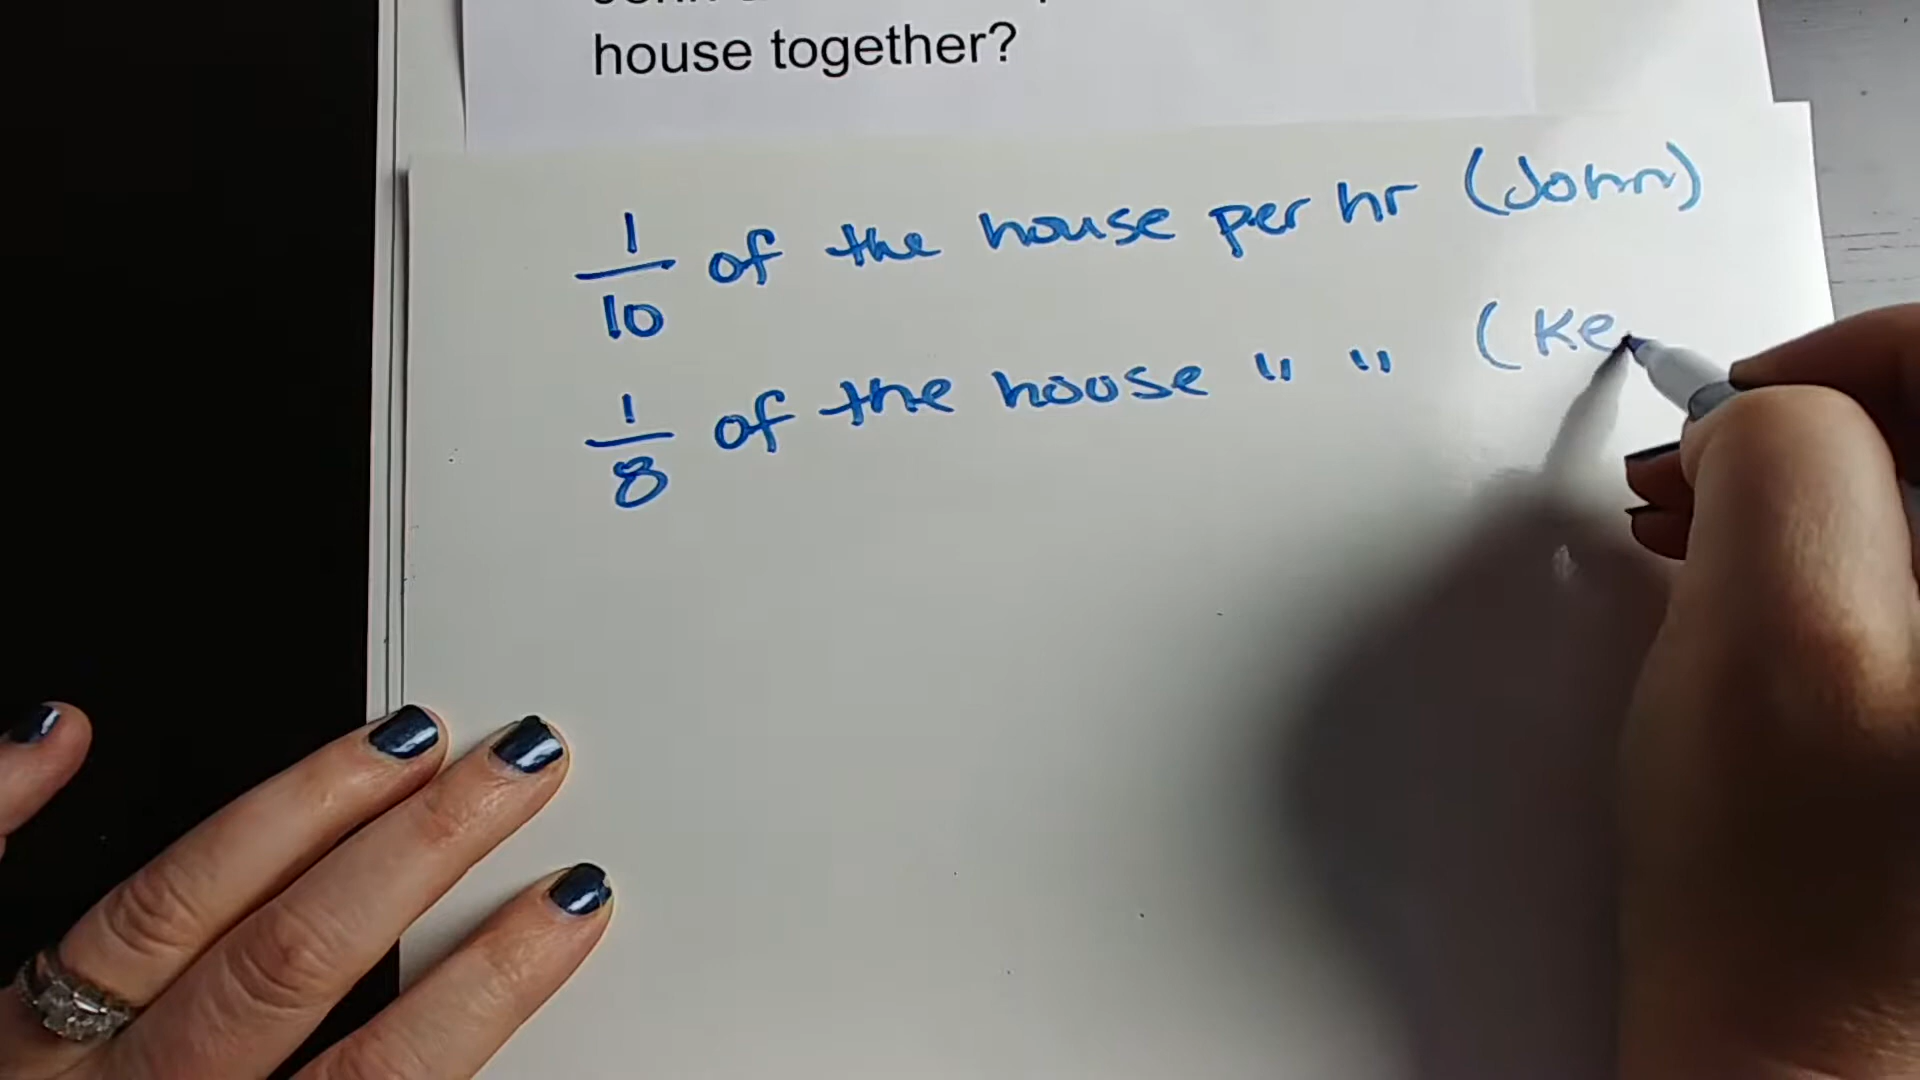 house together?
1/10 of the house per hr (John)
1/8 of the house " " (Ke